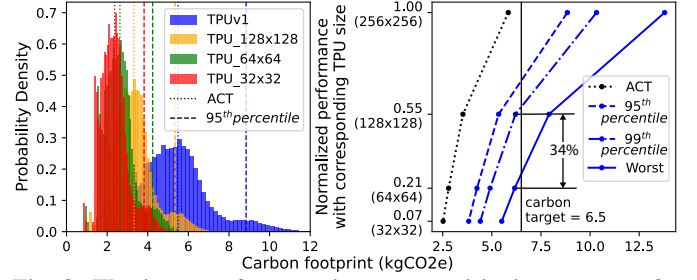 0.7
0.6
0.5
0.4
0.3
0.2
0.1
0.0
Probability Density
TPUv1
TPU_128x128
TPU_64x64
TPU_32x32
ACT
95th percentile
0 2 4 6 8 10 12
Normalized performance
with corresponding TPU size
1.00
(256x256)
0.55
(128x128)
0.21
(64x64)
0.07
(32x32)
ACT
95th
percentile
99th
percentile
Worst
34%
carbon
target = 6.5
2.5 5.0 7.5 10.0 12.5
Carbon footprint (kgCO2e)